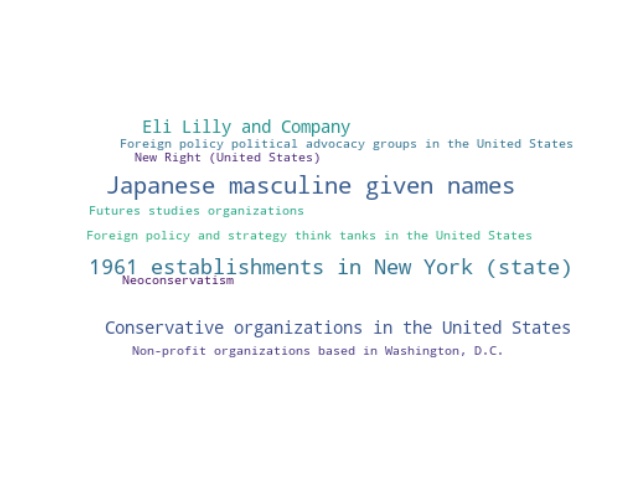 Eli Lilly and Company
Foreign policy political advocacy groups in the United States
New Right (United States)
Japanese masculine given names
Futures studies organizations
Foreign policy and strategy think tanks in the United States
1961 establishments in New York (state)
Neoconservatism
Conservative organizations in the United States
Non-profit organizations based in Washington, D.C.